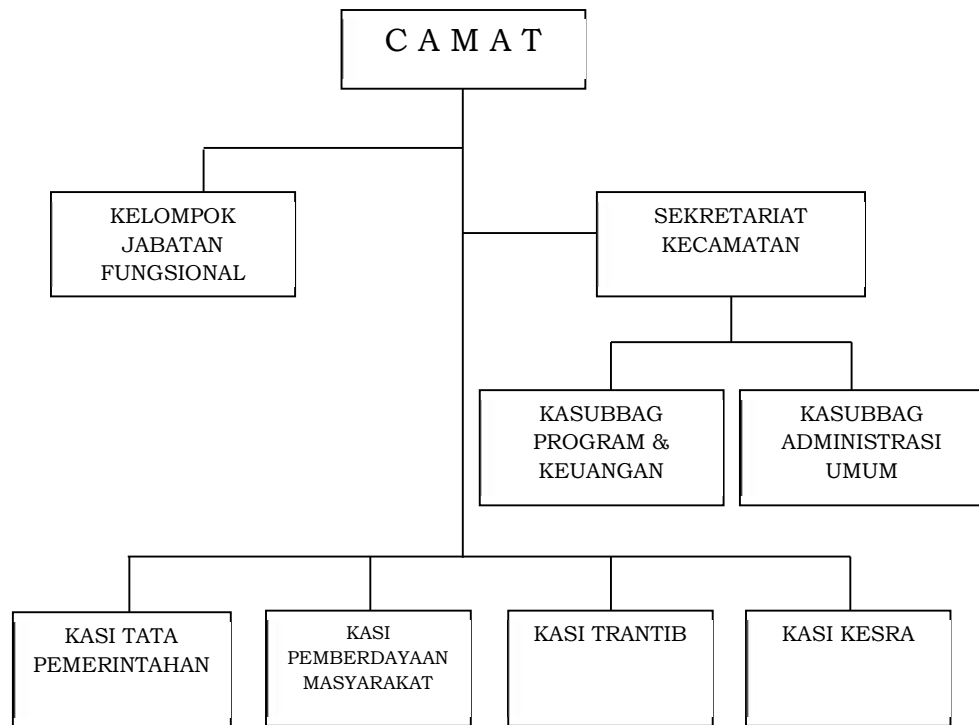 C A M A T
KELOMPOK
JABATAN
FUNGSIONAL
SEKRETARIAT
KECAMATAN
KASUBBAG
PROGRAM &
KEUANGAN
KASUBBAG
ADMINISTRASI
UMUM
KASI TATA
PEMERINTAHAN
KASI
PEMBERDAYAAN
MASYARAKAT
KASI TRANTIB
KASI KESRA